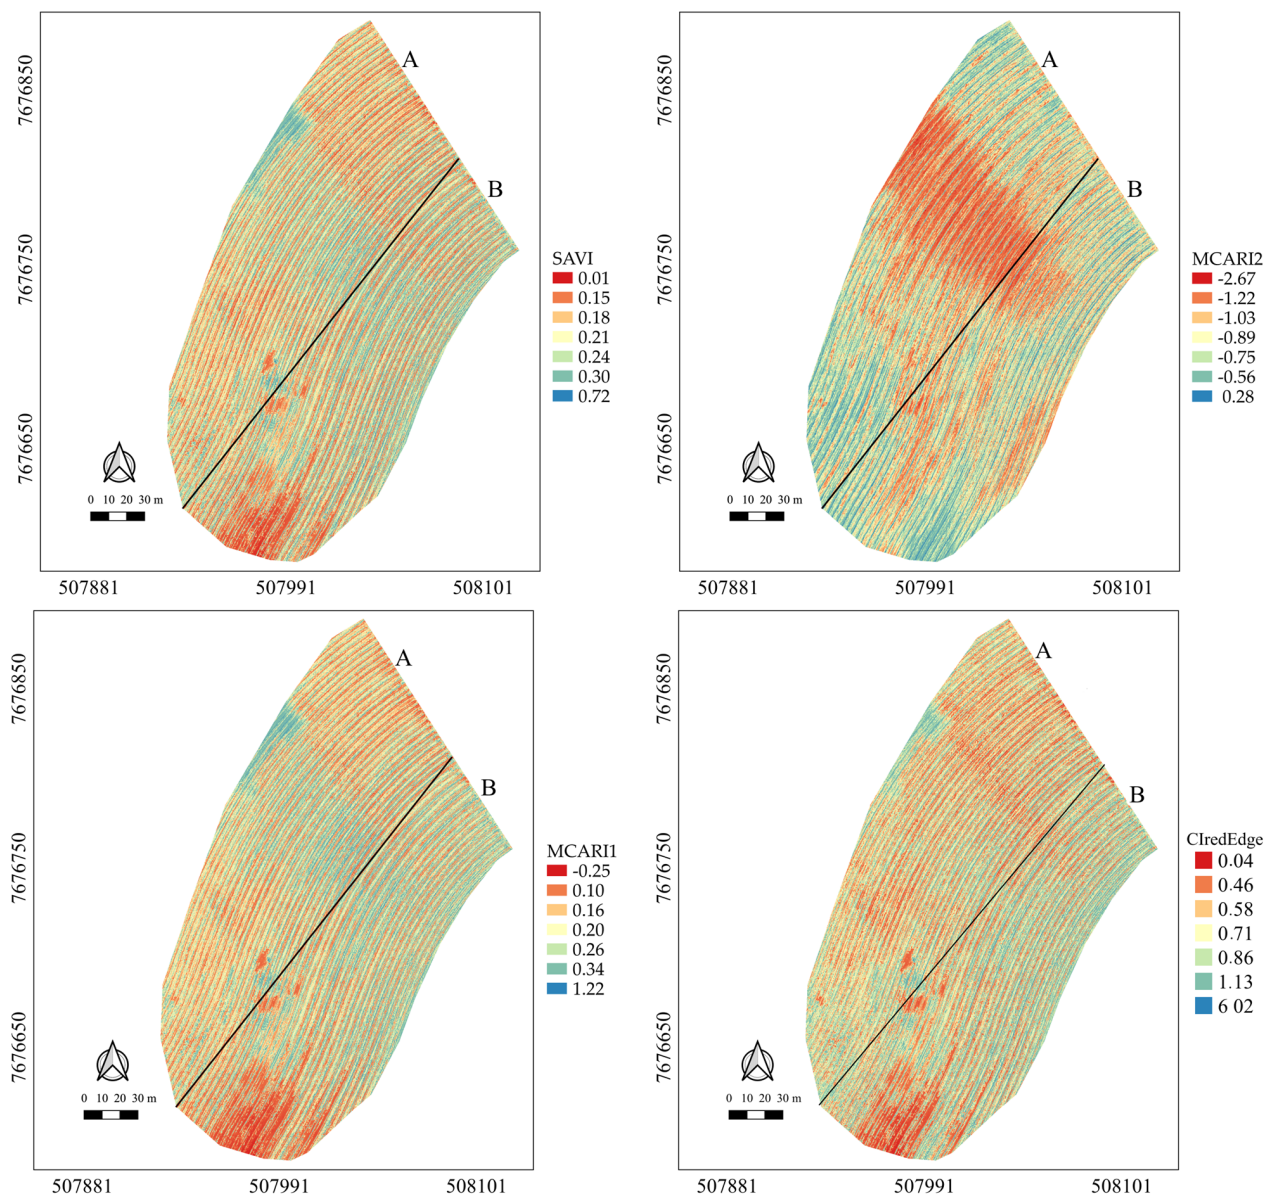 7676850
7676750
7676650
A
B
SAVI
0.01
0.15
0.18
0.21
0.24
0.30
0.72
0 10 20 30 m
507881 507991 508101
7676850
7676750
7676650
A
B
MCARI2
-2.67
-1.22
-1.03
-0.89
-0.75
-0.56
0.28
0 10 20 30 m
507881 507991 508101
7676850
7676750
7676650
A
B
MCARI1
-0.25
0.10
0.16
0.20
0.26
0.34
1.22
0 10 20 30 m
507881 507991 508101
7676850
7676750
7676650
A
B
CIredEdge
0.04
0.46
0.58
0.71
0.86
1.13
6 02
0 10 20 30 m
507881 507991 508101